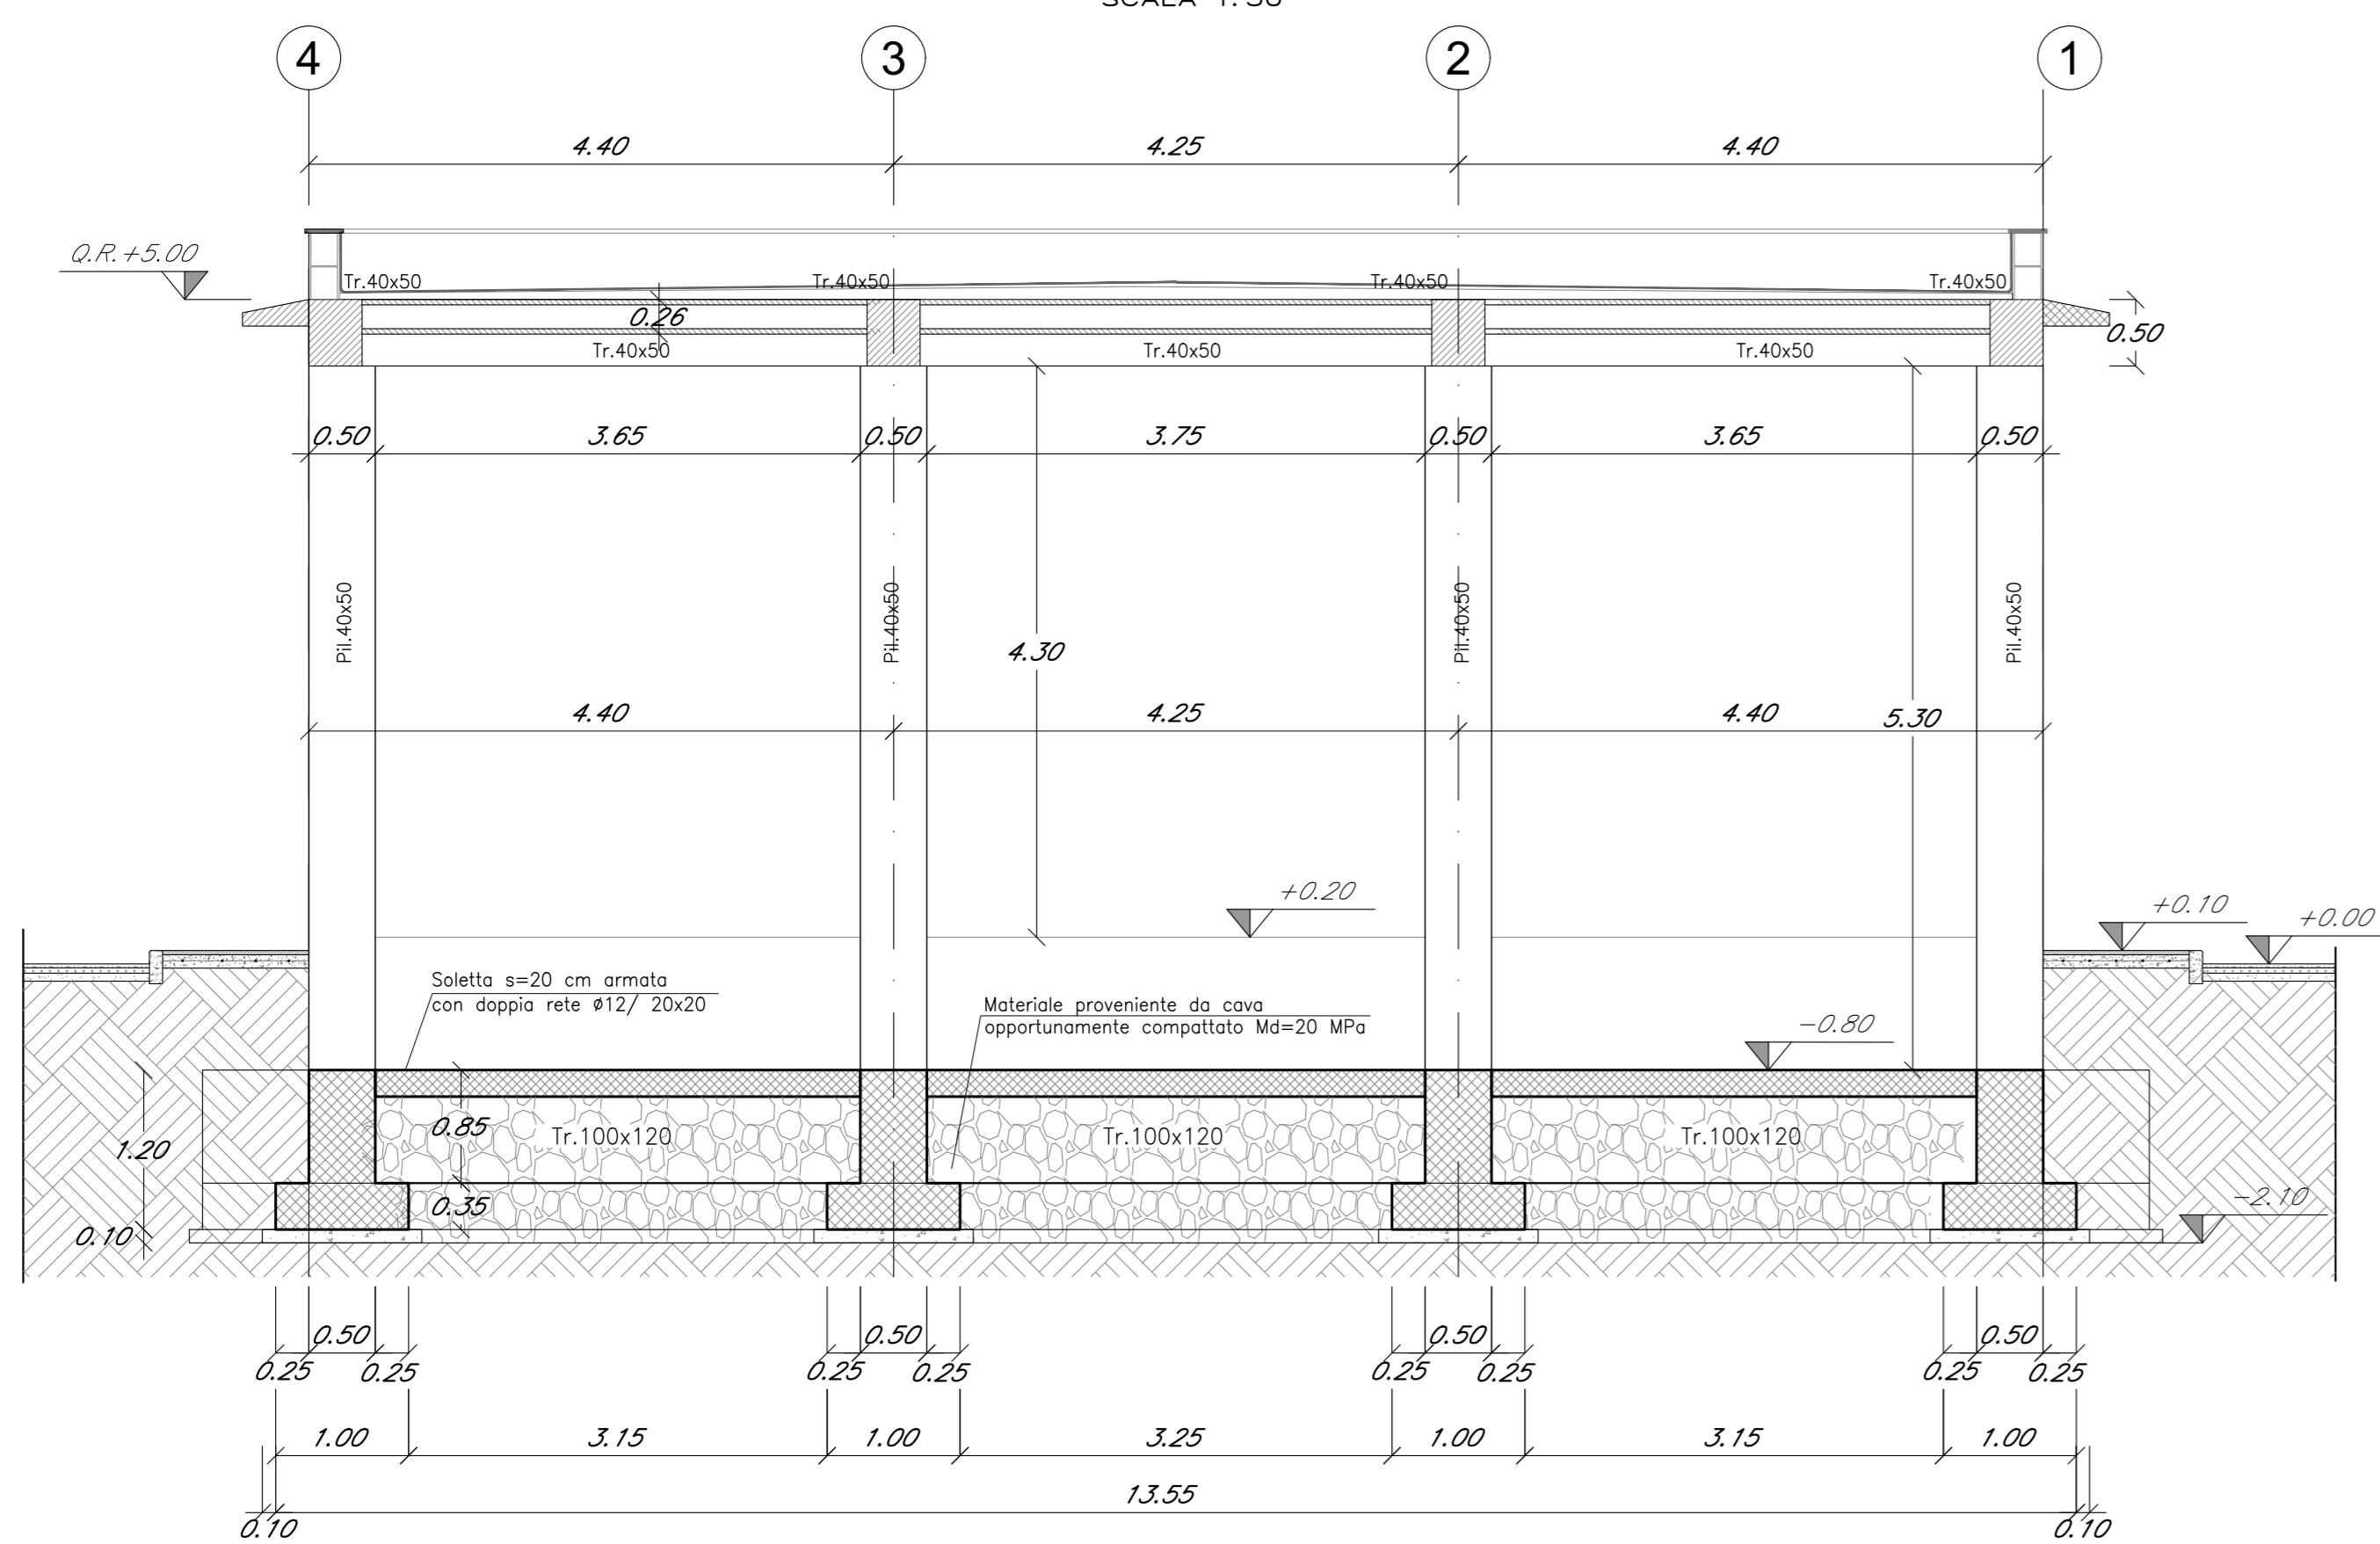 4 3 2 1
4.40 4.25 4.40
Q.R.+5.00
Tr.40x50 Tr.40x50 Tr.40x50 Tr.40x50
0.26
0.50
Tr.40x50 Tr.40x50 Tr.40x50
0.50 3.65 0.50 3.75 0.50 3.65 0.50
Pil.40x50 Pil.40x50 Pil.40x50 Pil.40x50
4.30
4.40 4.25 4.40 5.30
+0.20
+0.10 +0.00
Soletta s=20 cm armata
con doppia rete ø12/ 20x20
Materiale proveniente da cava
opportunamente compattato Md=20 MPa
-0.80
0.85 Tr.100x120 Tr.100x120 Tr.100x120
1.20
0.35
-2.10
0.10
0.50 0.50 0.50 0.50
0.25 0.25 0.25 0.25 0.25 0.25 0.25 0.25
1.00 3.15 1.00 3.25 1.00 3.15 1.00
13.55
0.10 0.10